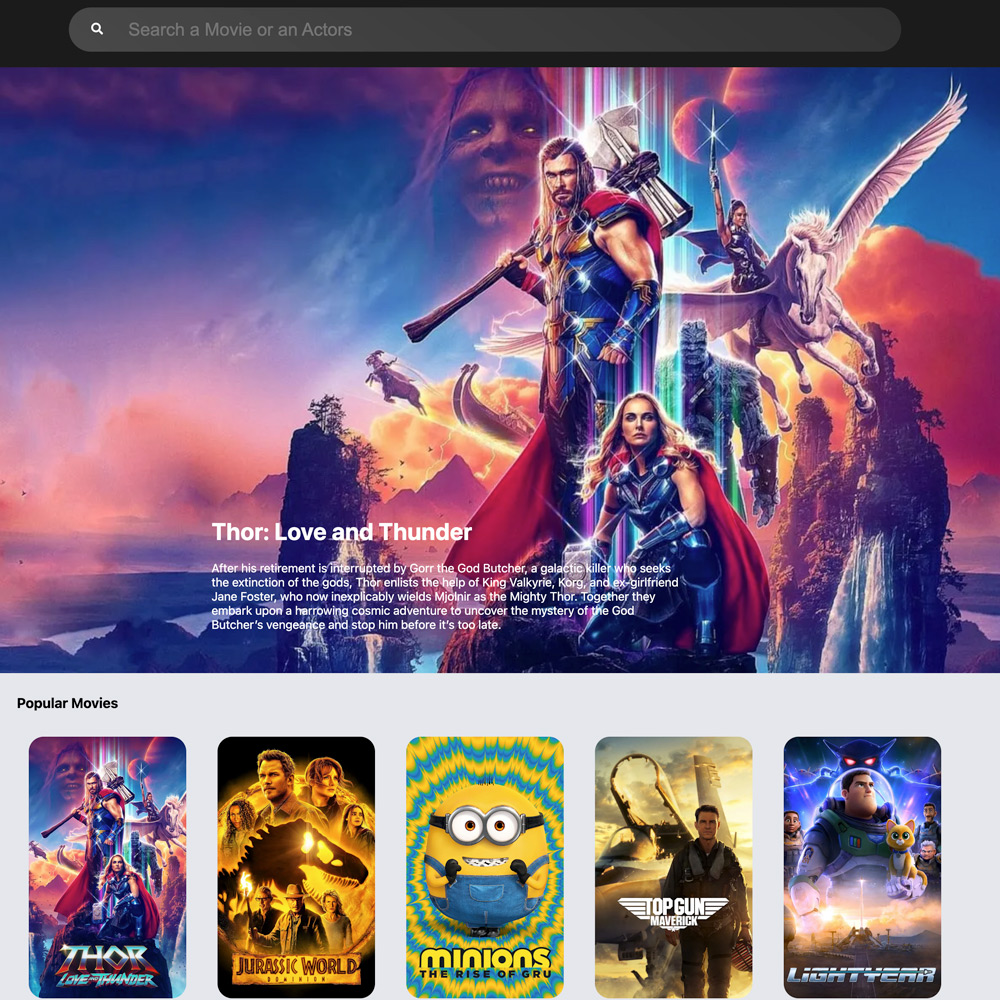 Search a Movie or an Actors
Thor: Love and Thunder
After his retirement is interrupted by Gorr the God Butcher, a galactic killer who seeks
the extinction of the gods, Thor enlists the help of King Valkyrie, Korg, and ex-girlfriend
Jane Foster, who now inexplicably wields Mjolnir as the Mighty Thor. Together they
embark upon a harrowing cosmic adventure to uncover the mystery of the God
Butcher’s vengeance and stop him before it’s too late.
Popular Movies
THOR
LOVE AND THUNDER
JURASSIC WORLD
DOMINION
MINIONS
THE RISE OF GRU
TOP GUN
MAVERICK
LIGHTYEAR